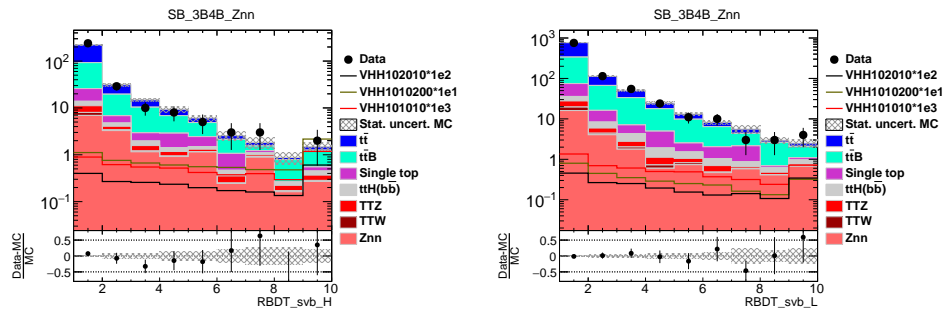 SB_3B4B_Znn
10²
10
1
10⁻¹
Data
VHH102010*1e2
VHH1010200*1e1
VHH101010*1e3
Stat. uncert. MC
tt̄
tt̄B
Single top
ttH(bb̄)
TTZ
TTW
Znn
Data-MC
MC
0.5
0
−0.5
2 4 6 8 10
RBDT_svb_H
SB_3B4B_Znn
10³
10²
10
1
10⁻¹
Data
VHH102010*1e2
VHH1010200*1e1
VHH101010*1e3
Stat. uncert. MC
tt̄
tt̄B
Single top
ttH(bb̄)
TTZ
TTW
Znn
Data-MC
MC
0.5
0
−0.5
2 4 6 8 10
RBDT_svb_L